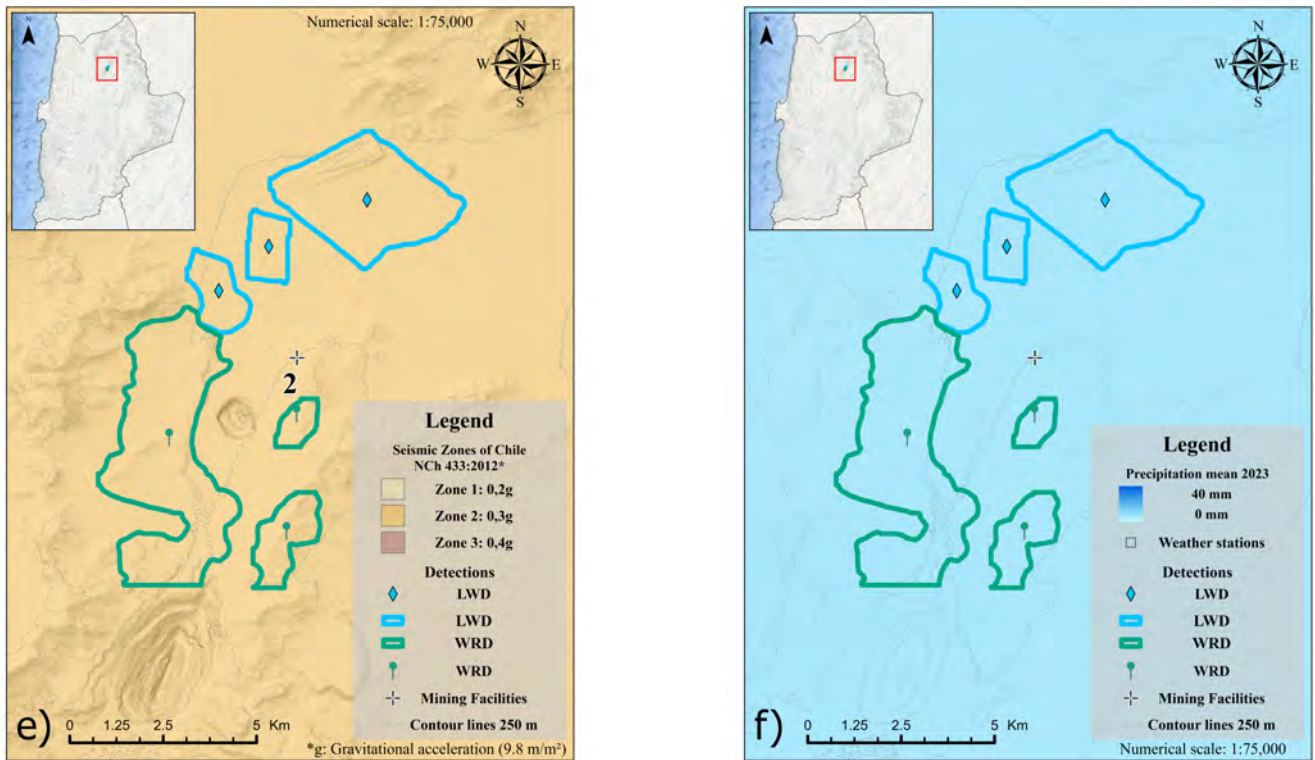 N
Numerical scale: 1:75,000
N
W
E
S
2
Legend
Seismic Zones of Chile
NCh 433:2012*
Zone 1: 0,2g
Zone 2: 0,3g
Zone 3: 0,4g
Detections
LWD
LWD
WRD
WRD
Mining Facilities
Contour lines 250 m
e)
0 1.25 2.5 5 Km
*g: Gravitational acceleration (9.8 m/m²)
N
N
W
E
S
Legend
Precipitation mean 2023
40 mm
0 mm
Weather stations
Detections
LWD
LWD
WRD
WRD
Mining Facilities
Contour lines 250 m
f)
0 1.25 2.5 5 Km
Numerical scale: 1:75,000